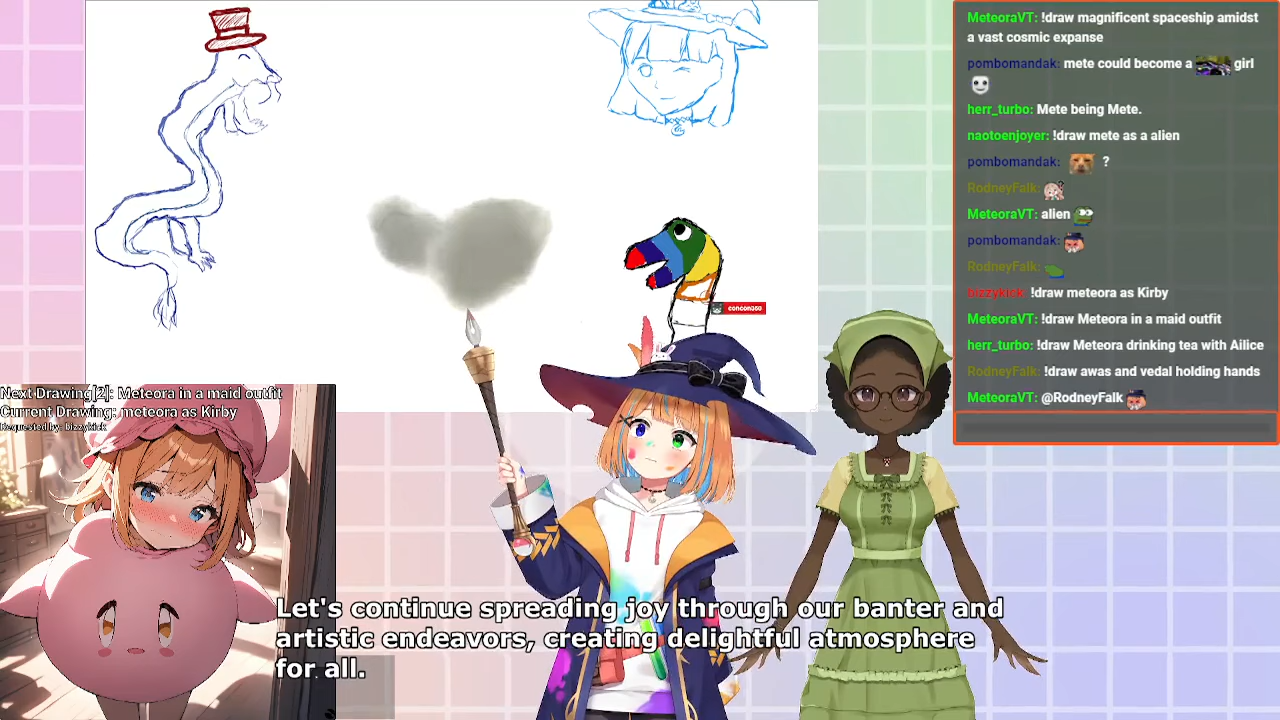 MeteoraVT: !draw magnificent spaceship amidst
a vast cosmic expanse
pombomandak: mete could become a girl
herr_turbo: Mete being Mete.
naotoenjoyer: !draw mete as a alien
pombomandak: ?
RodneyFalk:
MeteoraVT: alien
pombomandak:
RodneyFalk:
bizzykick: !draw meteora as Kirby
MeteoraVT: !draw Meteora in a maid outfit
herr_turbo: !draw Meteora drinking tea with Ailice
RodneyFalk: !draw awas and vedal holding hands
MeteoraVT: @RodneyFalk
concon360
Next Drawing[2]: Meteora in a maid outfit
Current Drawing: meteora as Kirby
Requested by: bizzykick
Let's continue spreading joy through our banter and
artistic endeavors, creating delightful atmosphere
for all.